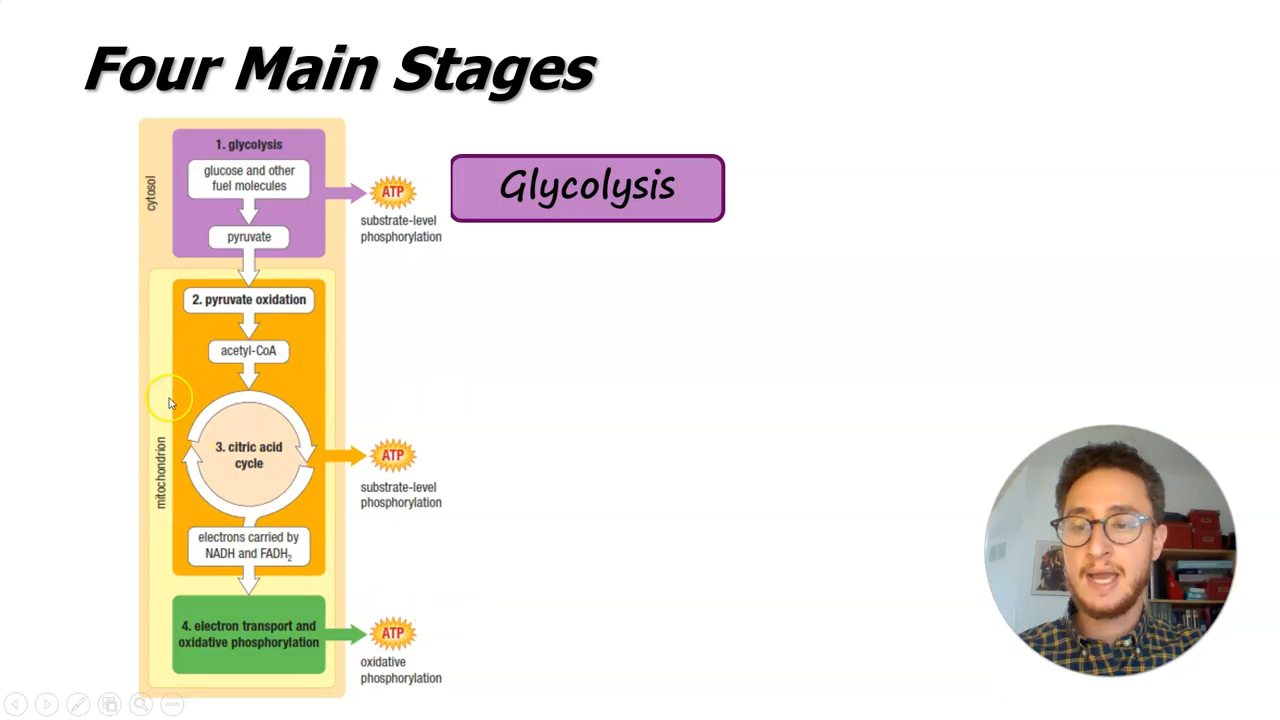 Four Main Stages
1. glycolysis
glucose and other
fuel molecules
pyruvate
cytosol
ATP
substrate-level
phosphorylation
Glycolysis
2. pyruvate oxidation
acetyl-CoA
3. citric acid
cycle
mitochondrion
ATP
substrate-level
phosphorylation
electrons carried by
NADH and FADH₂
4. electron transport and
oxidative phosphorylation
ATP
oxidative
phosphorylation